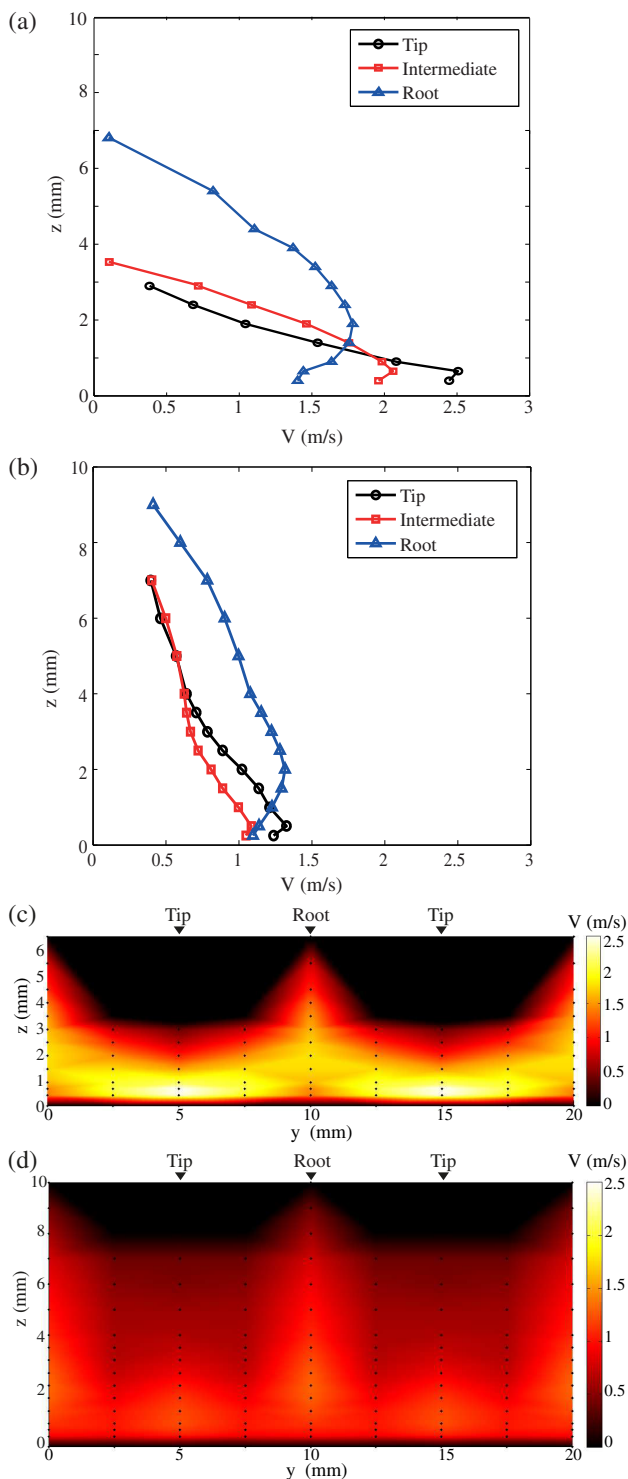 (a)
10
8
6
4
2
0
z (mm)
Tip
Intermediate
Root
0 0.5 1 1.5 2 2.5 3
V (m/s)
(b)
10
8
6
4
2
0
z (mm)
Tip
Intermediate
Root
0 0.5 1 1.5 2 2.5 3
V (m/s)
(c)
Tip Root Tip V (m/s)
6
5
4
3
2
1
0
z (mm)
2.5
2
1.5
1
0.5
0
0 5 10 15 20
y (mm)
(d)
Tip Root Tip V (m/s)
10
8
6
4
2
0
z (mm)
2.5
2
1.5
1
0.5
0
0 5 10 15 20
y (mm)